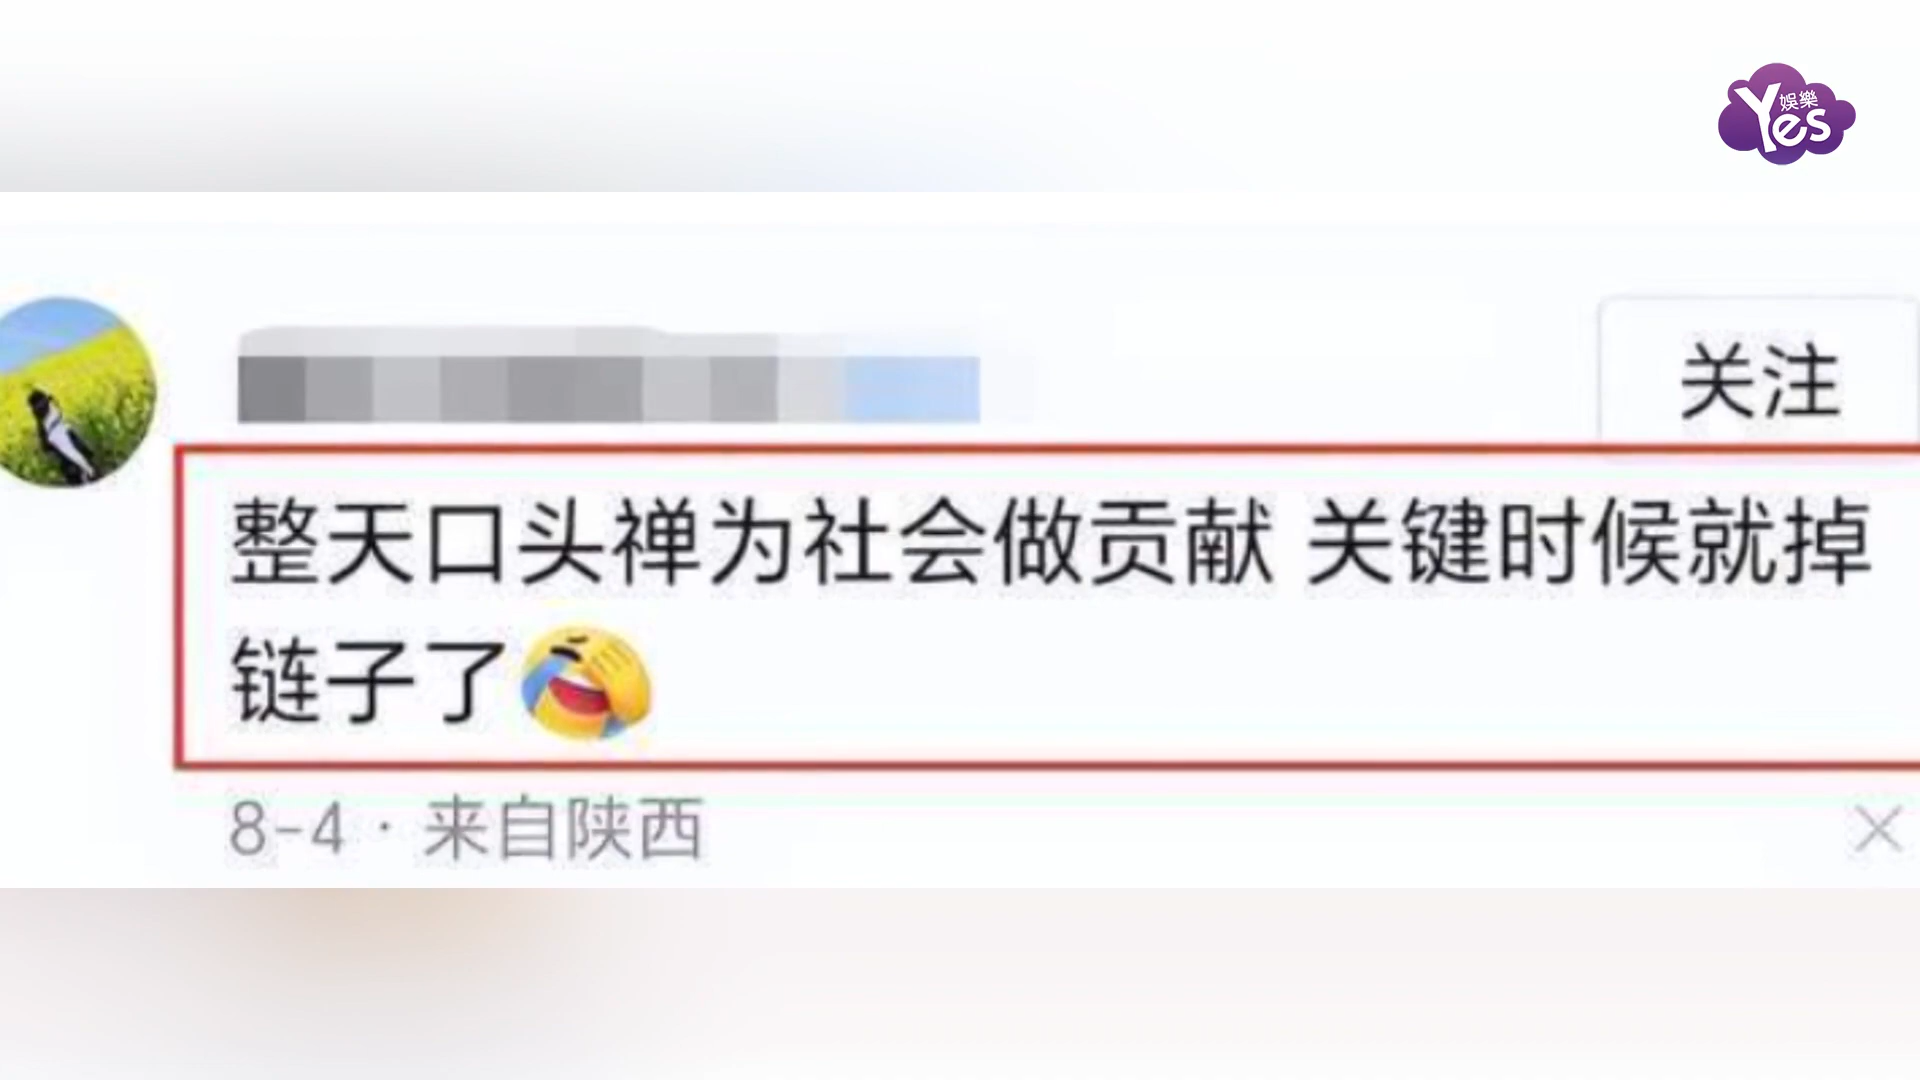 Yes 娛樂
关注
整天口头禅为社会做贡献 关键时候就掉
链子了😂
8-4 · 来自陕西